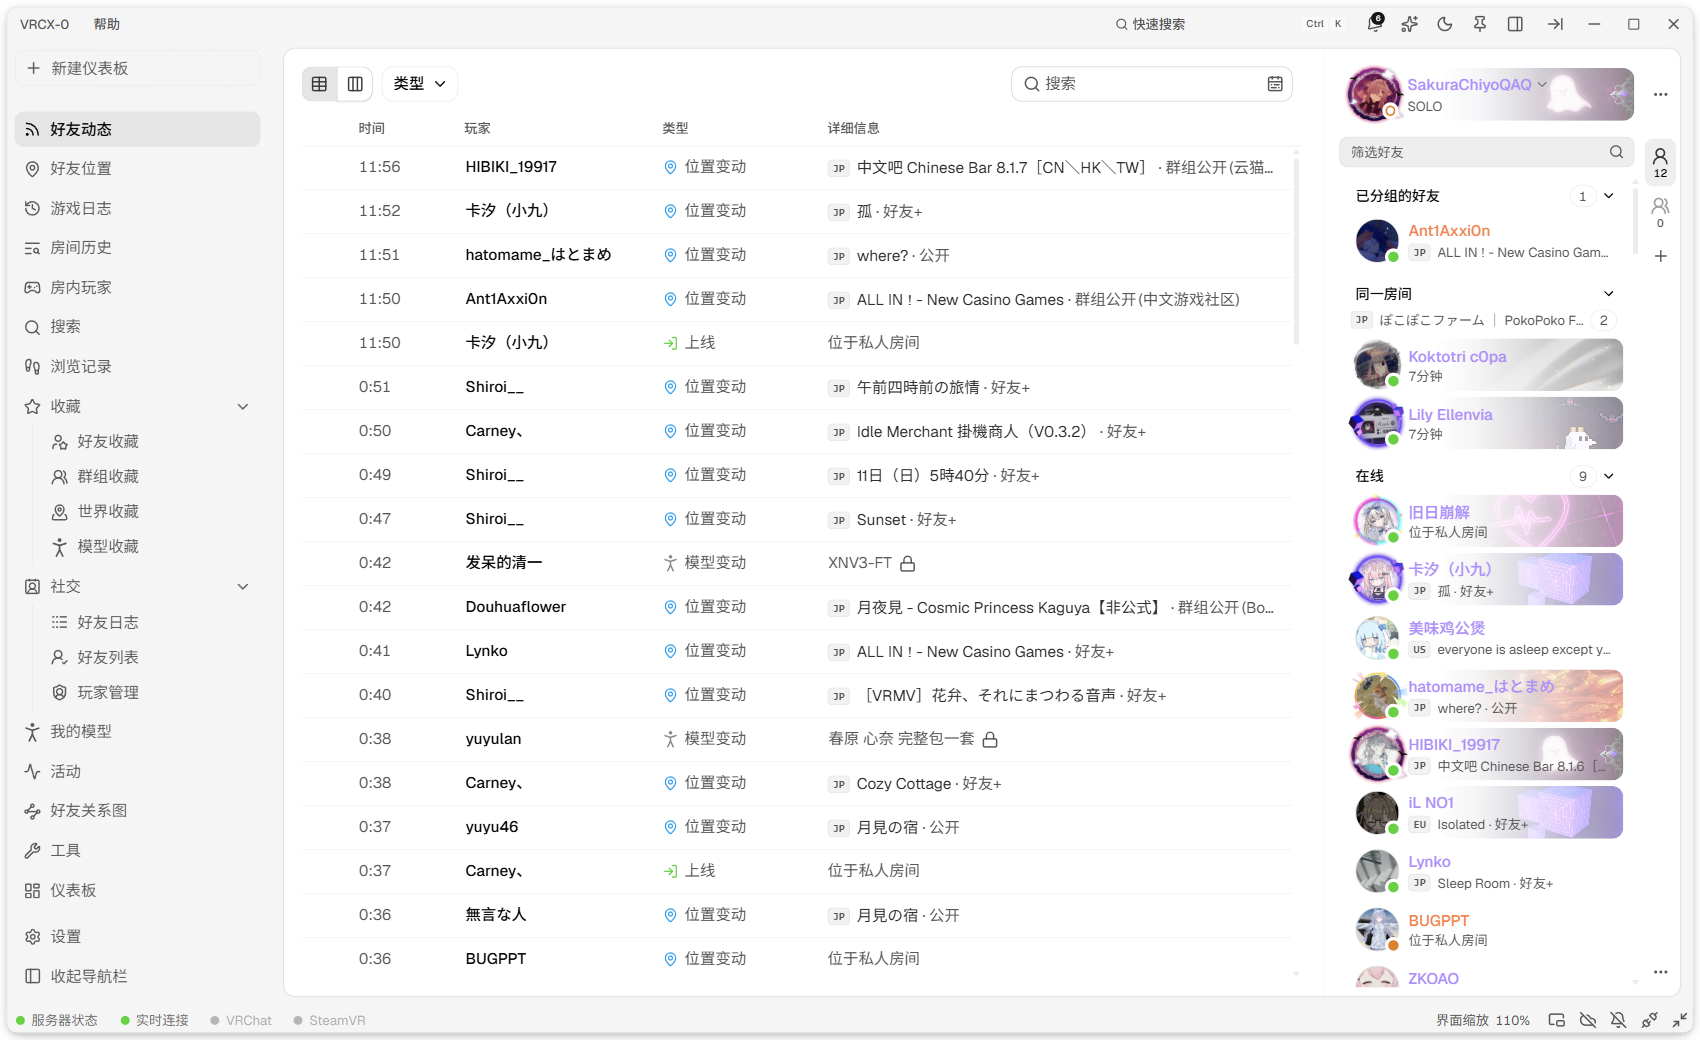 VRCX-0 帮助 快速搜索 Ctrl K 6
新建仪表板
好友动态
好友位置
游戏日志
房间历史
房内玩家
搜索
浏览记录
收藏
好友收藏
群组收藏
世界收藏
模型收藏
社交
好友日志
好友列表
玩家管理
我的模型
活动
好友关系图
工具
仪表板
设置
收起导航栏
类型 搜索
时间 玩家 类型 详细信息
11:56 HIBIKI_19917 位置变动 JP 中文吧 Chinese Bar 8.1.7［CN＼HK＼TW］ · 群组公开(云猫...
11:52 卡汐（小九） 位置变动 JP 孤 · 好友+
11:51 hatomame_はとまめ 位置变动 JP where? · 公开
11:50 Ant1Axxi0n 位置变动 JP ALL IN ! - New Casino Games · 群组公开(中文游戏社区)
11:50 卡汐（小九） 上线 位于私人房间
0:51 Shiroi__ 位置变动 JP 午前四時前の旅情 · 好友+
0:50 Carney、 位置变动 JP Idle Merchant 掛機商人（V0.3.2） · 好友+
0:49 Shiroi__ 位置变动 JP 11日（日）5時40分 · 好友+
0:47 Shiroi__ 位置变动 JP Sunset · 好友+
0:42 发呆的清一 模型变动 XNV3-FT
0:42 Douhuaflower 位置变动 JP 月夜見 - Cosmic Princess Kaguya【非公式】 · 群组公开(Bo...
0:41 Lynko 位置变动 JP ALL IN ! - New Casino Games · 好友+
0:40 Shiroi__ 位置变动 JP ［VRMV］花弁、それにまつわる音声 · 好友+
0:38 yuyulan 模型变动 春原 心奈 完整包一套
0:38 Carney、 位置变动 JP Cozy Cottage · 好友+
0:37 yuyu46 位置变动 JP 月見の宿 · 公开
0:37 Carney、 上线 位于私人房间
0:36 無言な人 位置变动 JP 月見の宿 · 公开
0:36 BUGPPT 位置变动 位于私人房间
SakuraChiyoQAQ
SOLO
筛选好友
12
0
已分组的好友 1
Ant1Axxi0n
JP ALL IN ! - New Casino Gam...
同一房间
JP ぽこぽこファーム｜PokoPoko F... 2
Koktotri c0pa
7分钟
Lily Ellenvia
7分钟
在线 9
旧日崩解
位于私人房间
卡汐（小九）
JP 孤 · 好友+
美味鸡公煲
US everyone is asleep except y...
hatomame_はとまめ
JP where? · 公开
HIBIKI_19917
JP 中文吧 Chinese Bar 8.1.6［...
iL NO1
EU Isolated · 好友+
Lynko
JP Sleep Room · 好友+
BUGPPT
位于私人房间
ZKOAO
服务器状态 实时连接 VRChat SteamVR 界面缩放 110%